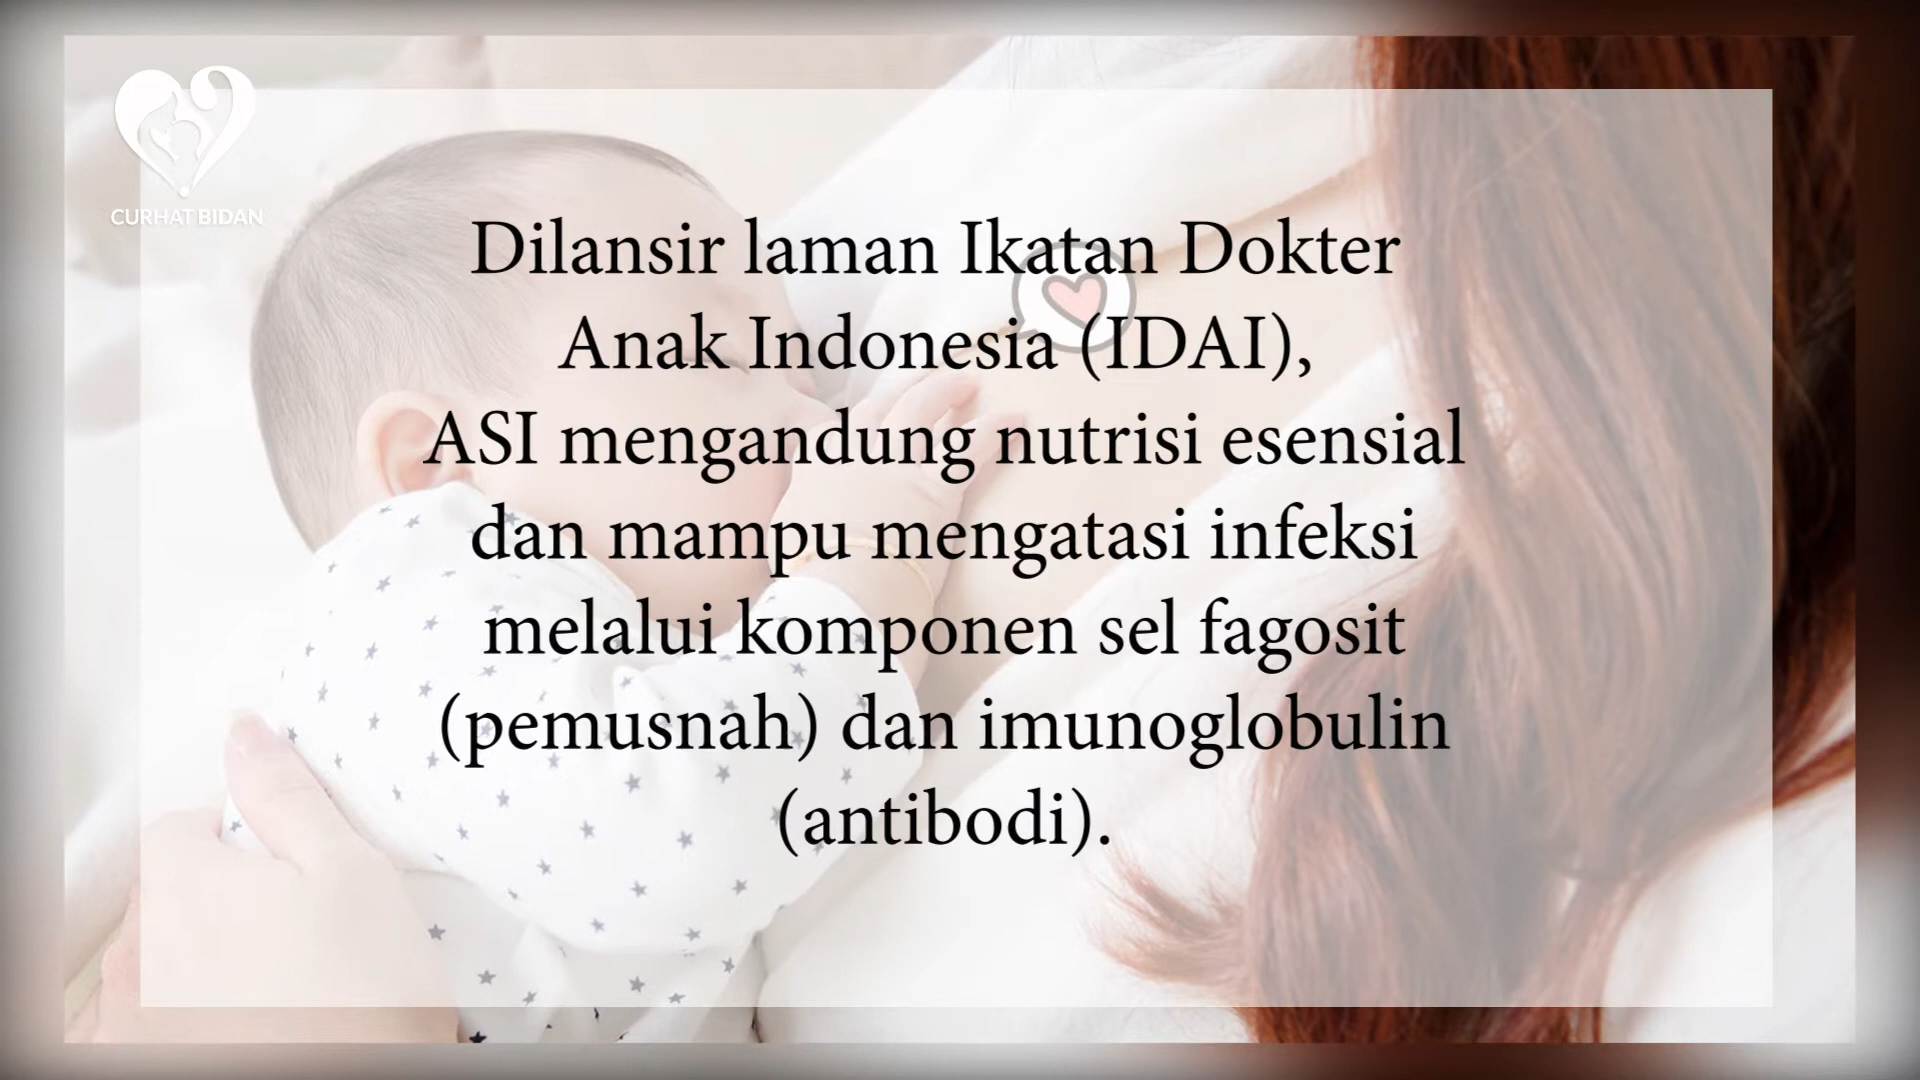 CURHAT BIDAN
Dilansir laman Ikatan Dokter
Anak Indonesia (IDAI),
ASI mengandung nutrisi esensial
dan mampu mengatasi infeksi
melalui komponen sel fagosit
(pemusnah) dan imunoglobulin
(antibodi).